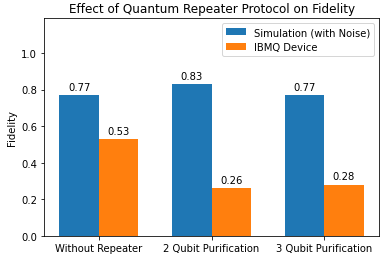 Effect of Quantum Repeater Protocol on Fidelity
Simulation (with Noise)
IBMQ Device
Fidelity
1.0
0.8
0.6
0.4
0.2
0.0
0.77
0.53
0.83
0.26
0.77
0.28
Without Repeater
2 Qubit Purification
3 Qubit Purification